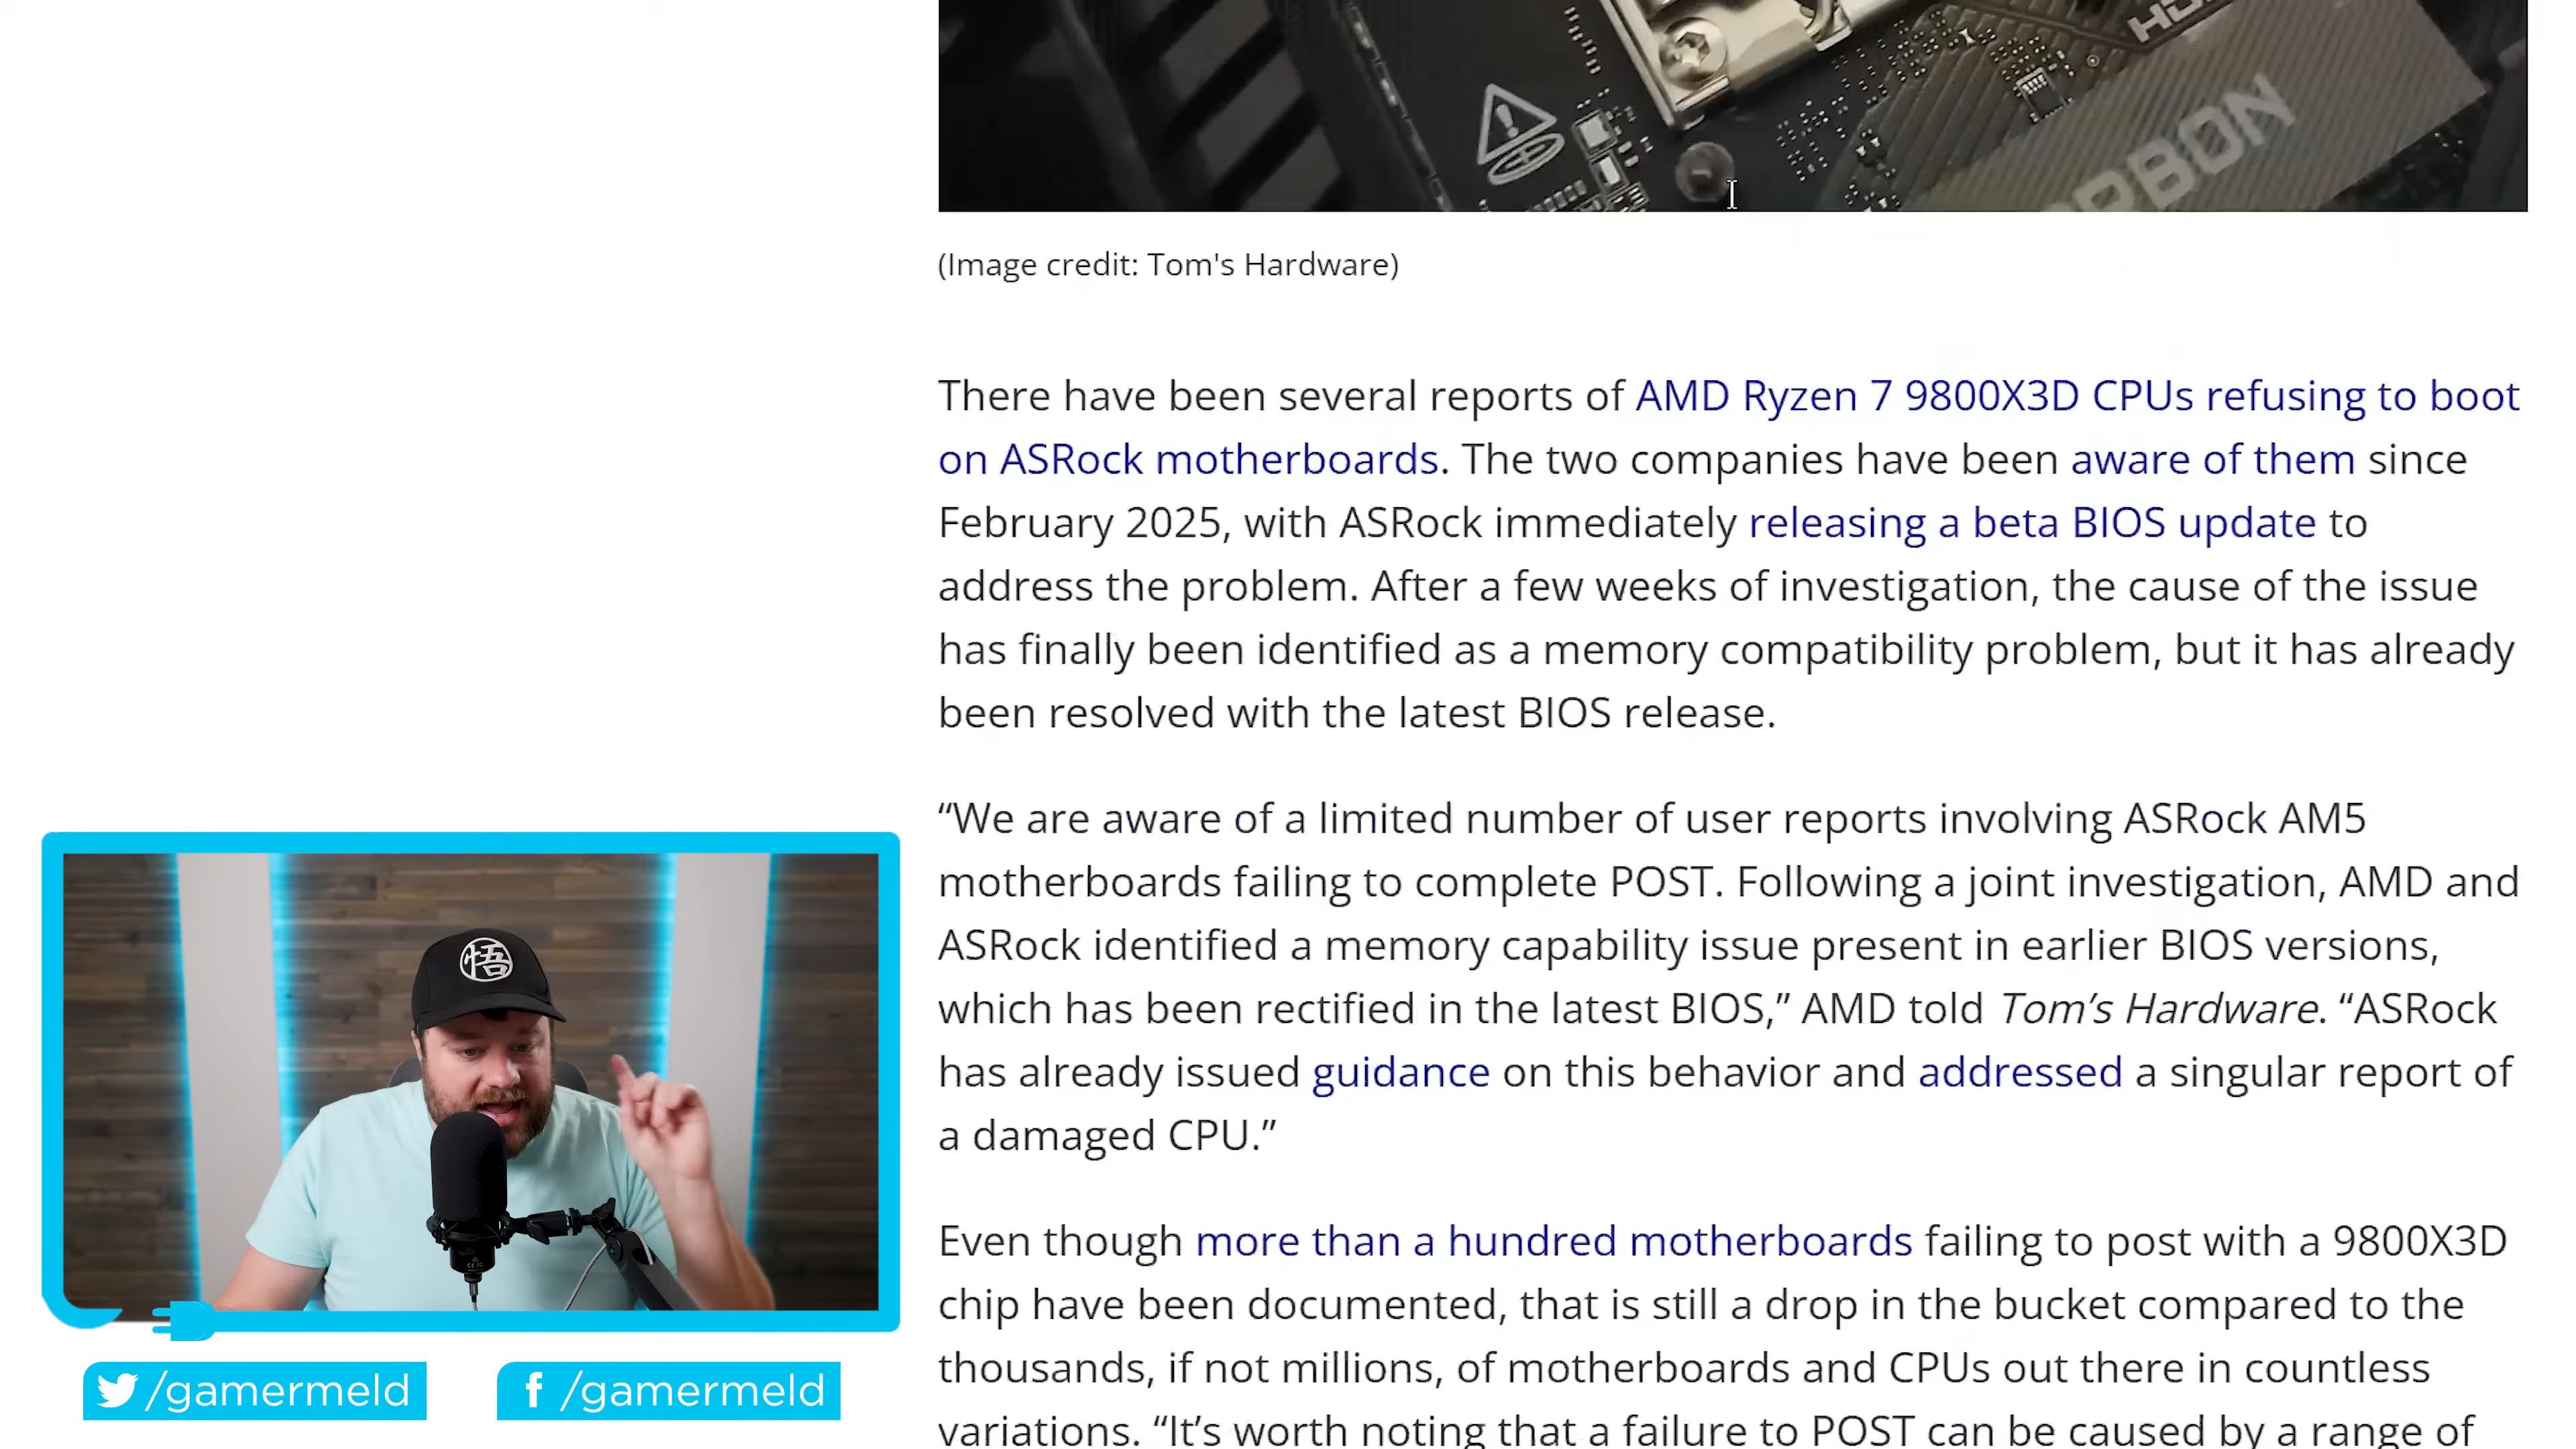 HD
RBON
(Image credit: Tom's Hardware)
There have been several reports of AMD Ryzen 7 9800X3D CPUs refusing to boot
on ASRock motherboards. The two companies have been aware of them since
February 2025, with ASRock immediately releasing a beta BIOS update to
address the problem. After a few weeks of investigation, the cause of the issue
has finally been identified as a memory compatibility problem, but it has already
been resolved with the latest BIOS release.
“We are aware of a limited number of user reports involving ASRock AM5
motherboards failing to complete POST. Following a joint investigation, AMD and
ASRock identified a memory capability issue present in earlier BIOS versions,
which has been rectified in the latest BIOS,” AMD told Tom’s Hardware. “ASRock
has already issued guidance on this behavior and addressed a singular report of
a damaged CPU.”
Even though more than a hundred motherboards failing to post with a 9800X3D
chip have been documented, that is still a drop in the bucket compared to the
thousands, if not millions, of motherboards and CPUs out there in countless
variations. “It’s worth noting that a failure to POST can be caused by a range of
悟
/gamermeld
f /gamermeld